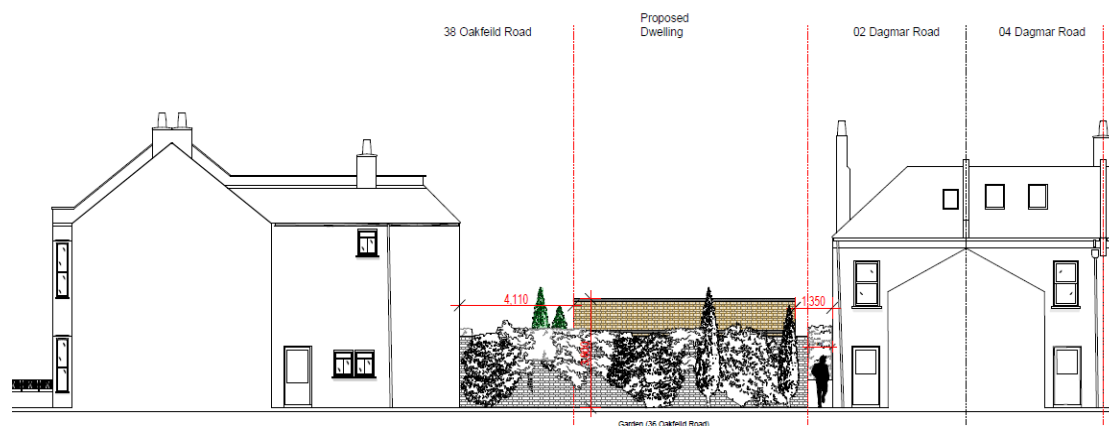 38 Oakfeild Road
Proposed
Dwelling
02 Dagmar Road
04 Dagmar Road
4,110
1,350
Garden (36 Oakfeild Road)